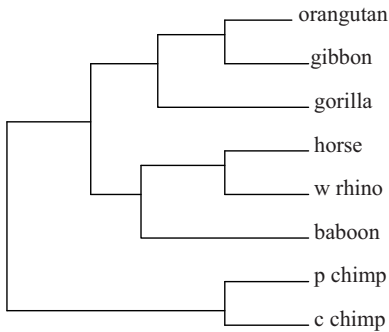 orangutan
gibbon
gorilla
horse
w rhino
baboon
p chimp
c chimp